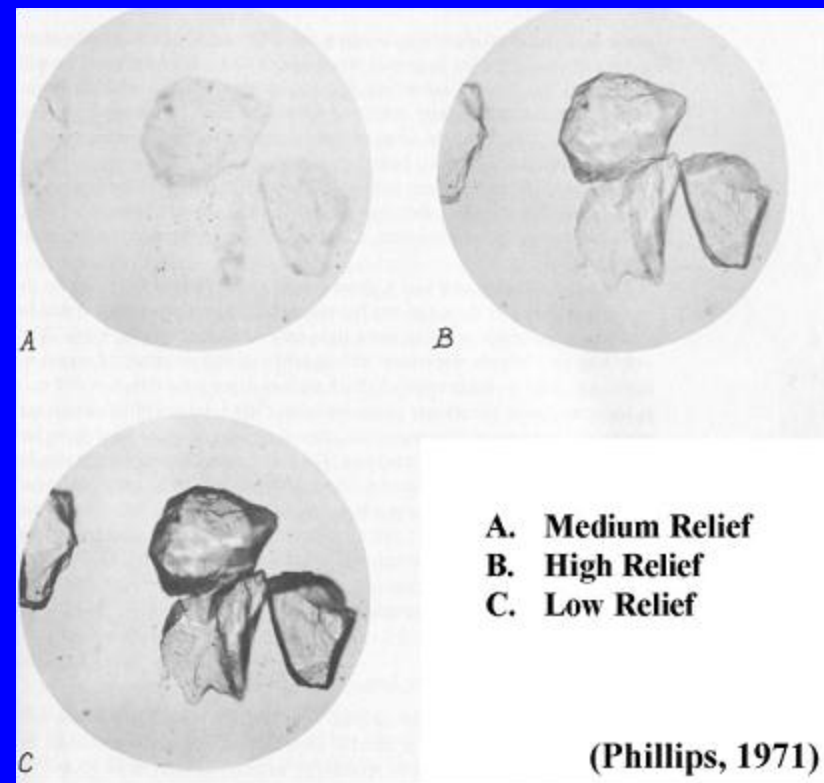 A
B
C
A. Medium Relief
B. High Relief
C. Low Relief
(Phillips, 1971)